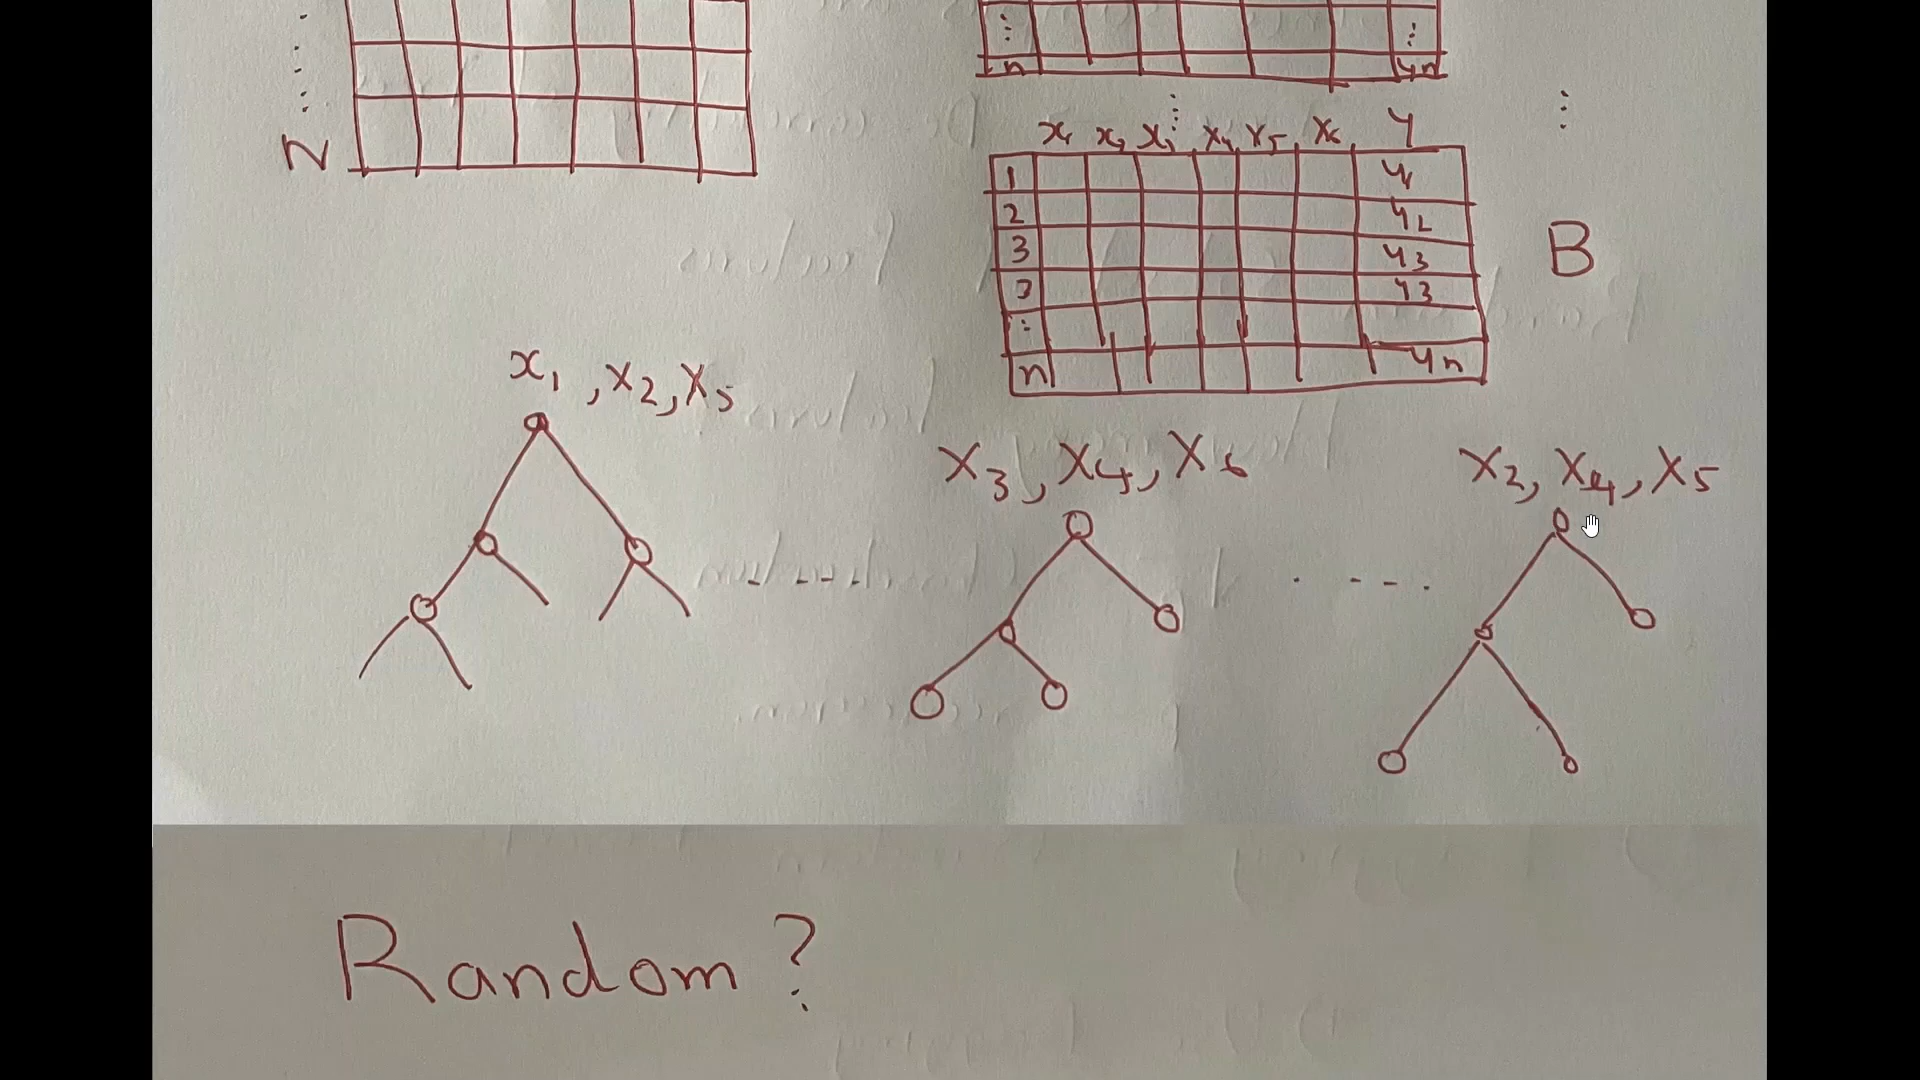 ⋮ n ⋮ yn
N
x1 x2 x3 x4 x5 x6 y
1 y1
2 y2
3 y3
3 y3
⋮
n yn
B
x1, x2, x5
x3, x4, x6
x2, x4, x5
Random?